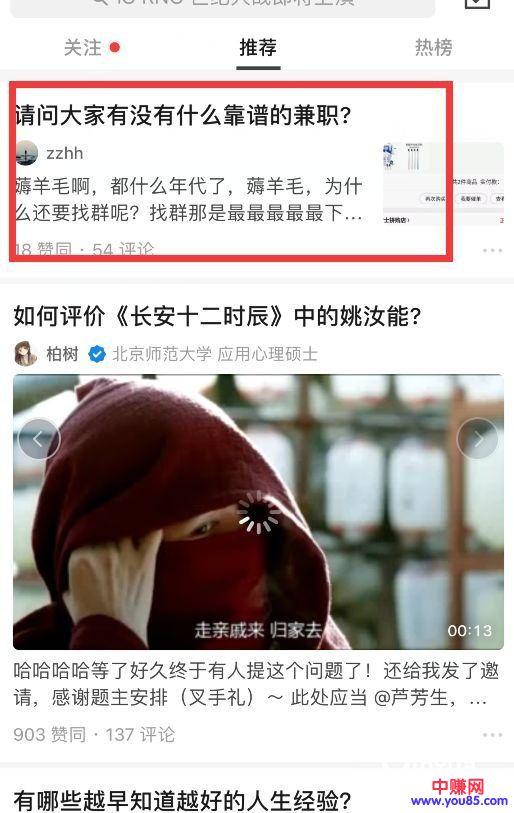 关注
推荐
热榜
请问大家有没有什么靠谱的兼职?
zzhh
薅羊毛啊，都什么年代了，薅羊毛，为什
么还要找群呢？找群那是最最最最最下...
18 赞同 · 54 评论
如何评价《长安十二时辰》中的姚汝能?
柏树
北京师范大学 应用心理硕士
走亲戚来 归家去
00:13
哈哈哈哈等了好久终于有人提这个问题了！还给我发了邀
请，感谢题主安排（叉手礼）～ 此处应当 @芦芳生，...
903 赞同 · 137 评论
有哪些越早知道越好的人生经验?
中赚网
www.you85.com